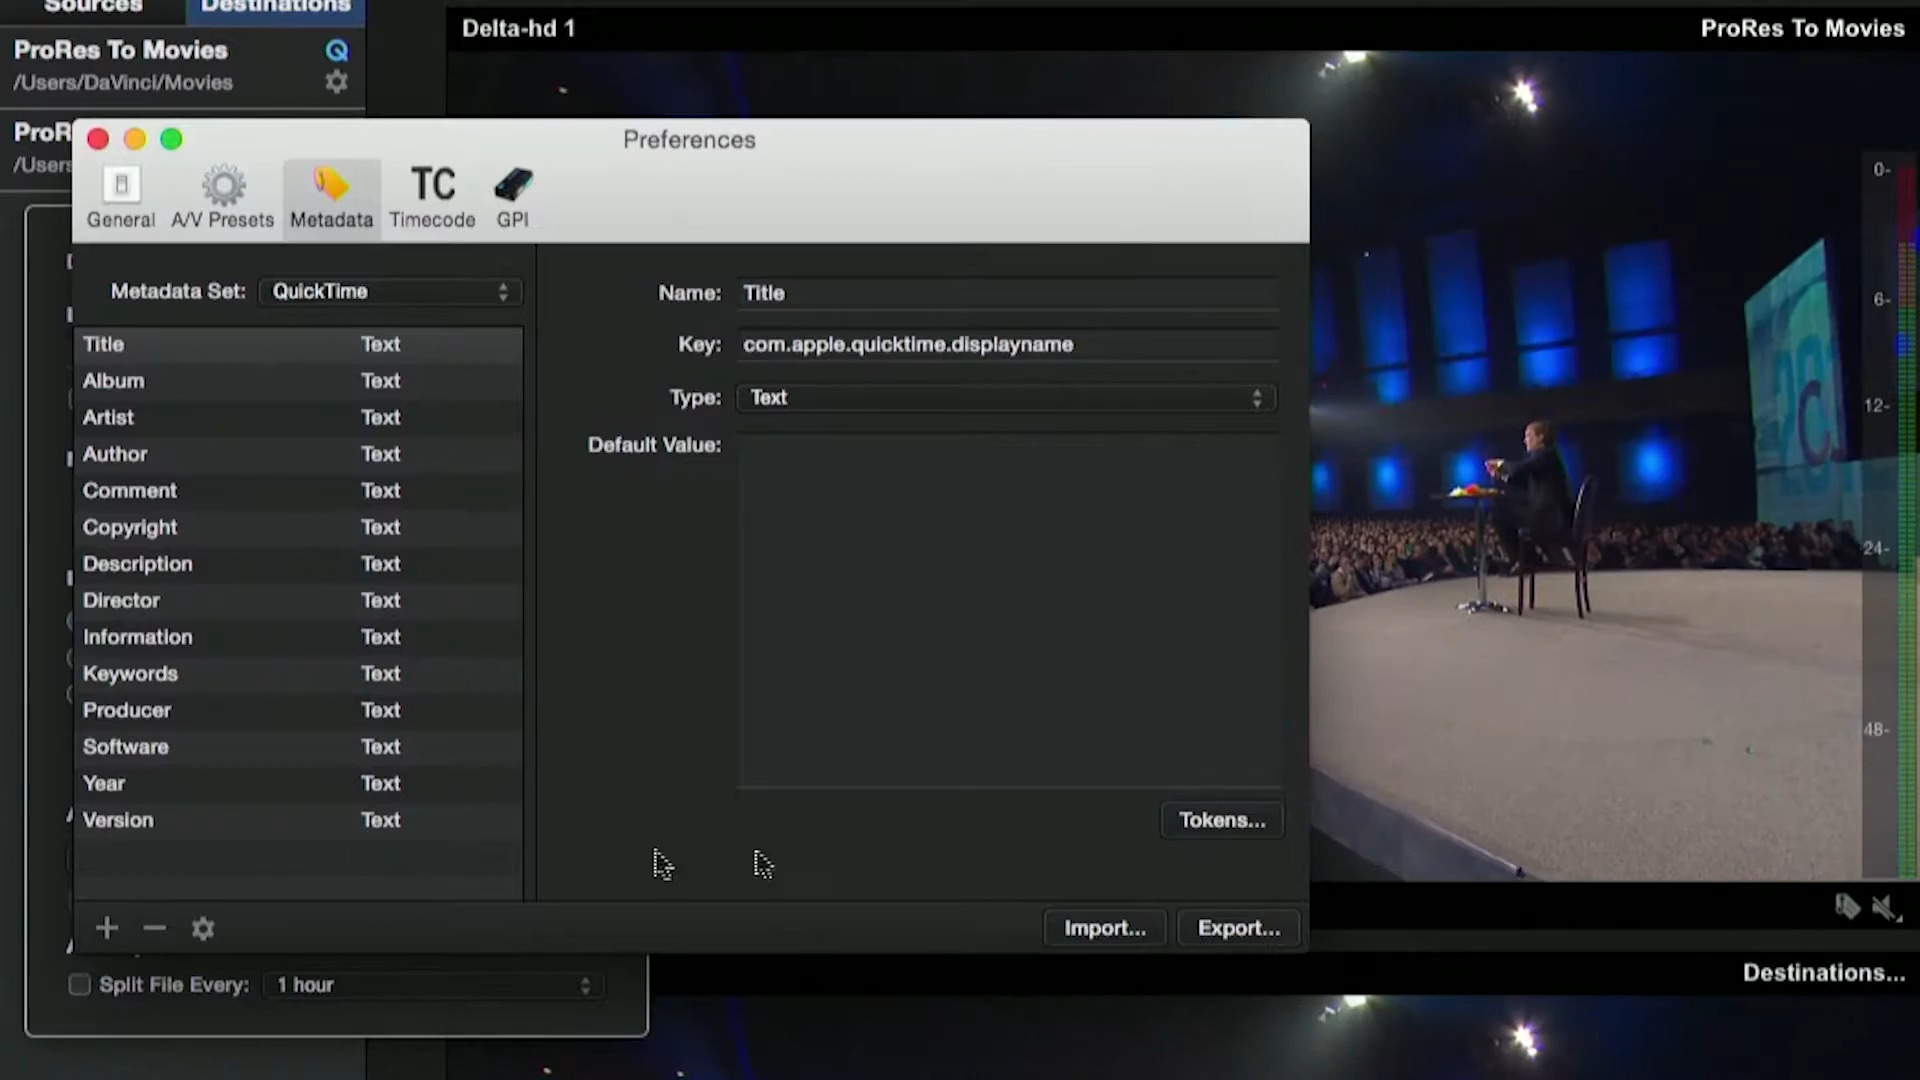 Sources
Destinations
ProRes To Movies
/Users/DaVinci/Movies
ProR
/Users
Delta-hd 1
ProRes To Movies
Preferences
General
A/V Presets
Metadata
TC
Timecode
GPI
Metadata Set:
QuickTime
Title Text
Album Text
Artist Text
Author Text
Comment Text
Copyright Text
Description Text
Director Text
Information Text
Keywords Text
Producer Text
Software Text
Year Text
Version Text
Name: Title
Key: com.apple.quicktime.displayname
Type: Text
Default Value:
Tokens...
Import...
Export...
Split File Every: 1 hour
0-
6-
12-
24-
48-
Destinations...